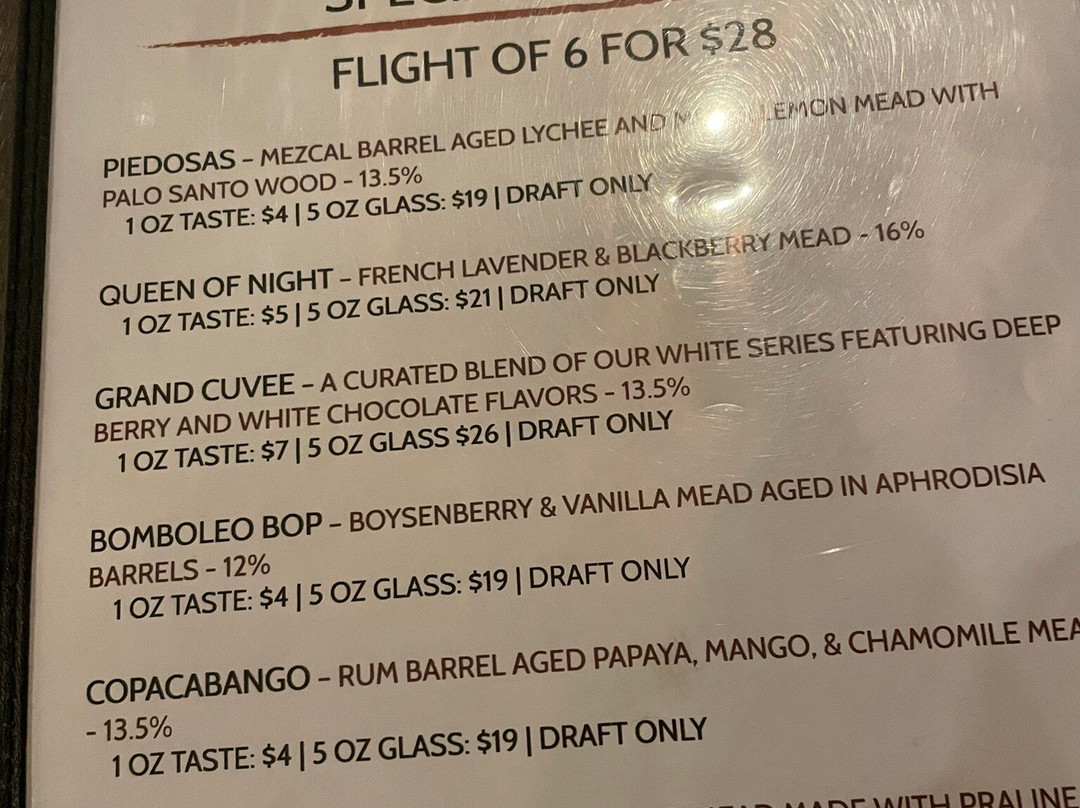 FLIGHT OF 6 FOR $28
PIEDOSAS – MEZCAL BARREL AGED LYCHEE AND LEMON MEAD WITH
PALO SANTO WOOD – 13.5%
1 OZ TASTE: $4 | 5 OZ GLASS: $19 | DRAFT ONLY
QUEEN OF NIGHT – FRENCH LAVENDER & BLACKBERRY MEAD – 16%
1 OZ TASTE: $5 | 5 OZ GLASS: $21 | DRAFT ONLY
GRAND CUVEE – A CURATED BLEND OF OUR WHITE SERIES FEATURING DEEP
BERRY AND WHITE CHOCOLATE FLAVORS – 13.5%
1 OZ TASTE: $7 | 5 OZ GLASS $26 | DRAFT ONLY
BOMBOLEO BOP – BOYSENBERRY & VANILLA MEAD AGED IN APHRODISIA
BARRELS – 12%
1 OZ TASTE: $4 | 5 OZ GLASS: $19 | DRAFT ONLY
COPACABANGO – RUM BARREL AGED PAPAYA, MANGO, & CHAMOMILE MEA
– 13.5%
1 OZ TASTE: $4 | 5 OZ GLASS: $19 | DRAFT ONLY
MADE WITH PRALINE